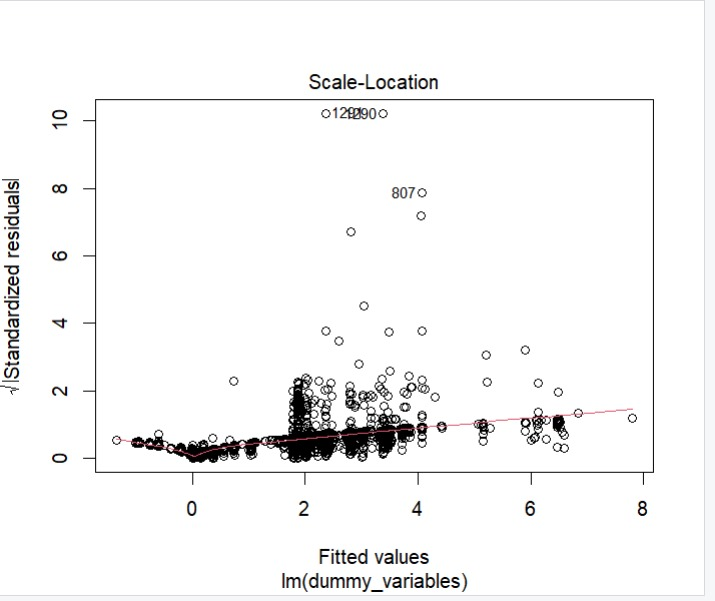 Scale-Location
√|Standardized residuals|
10
8
6
4
2
0
1290
807
0 2 4 6 8
Fitted values
lm(dummy_variables)